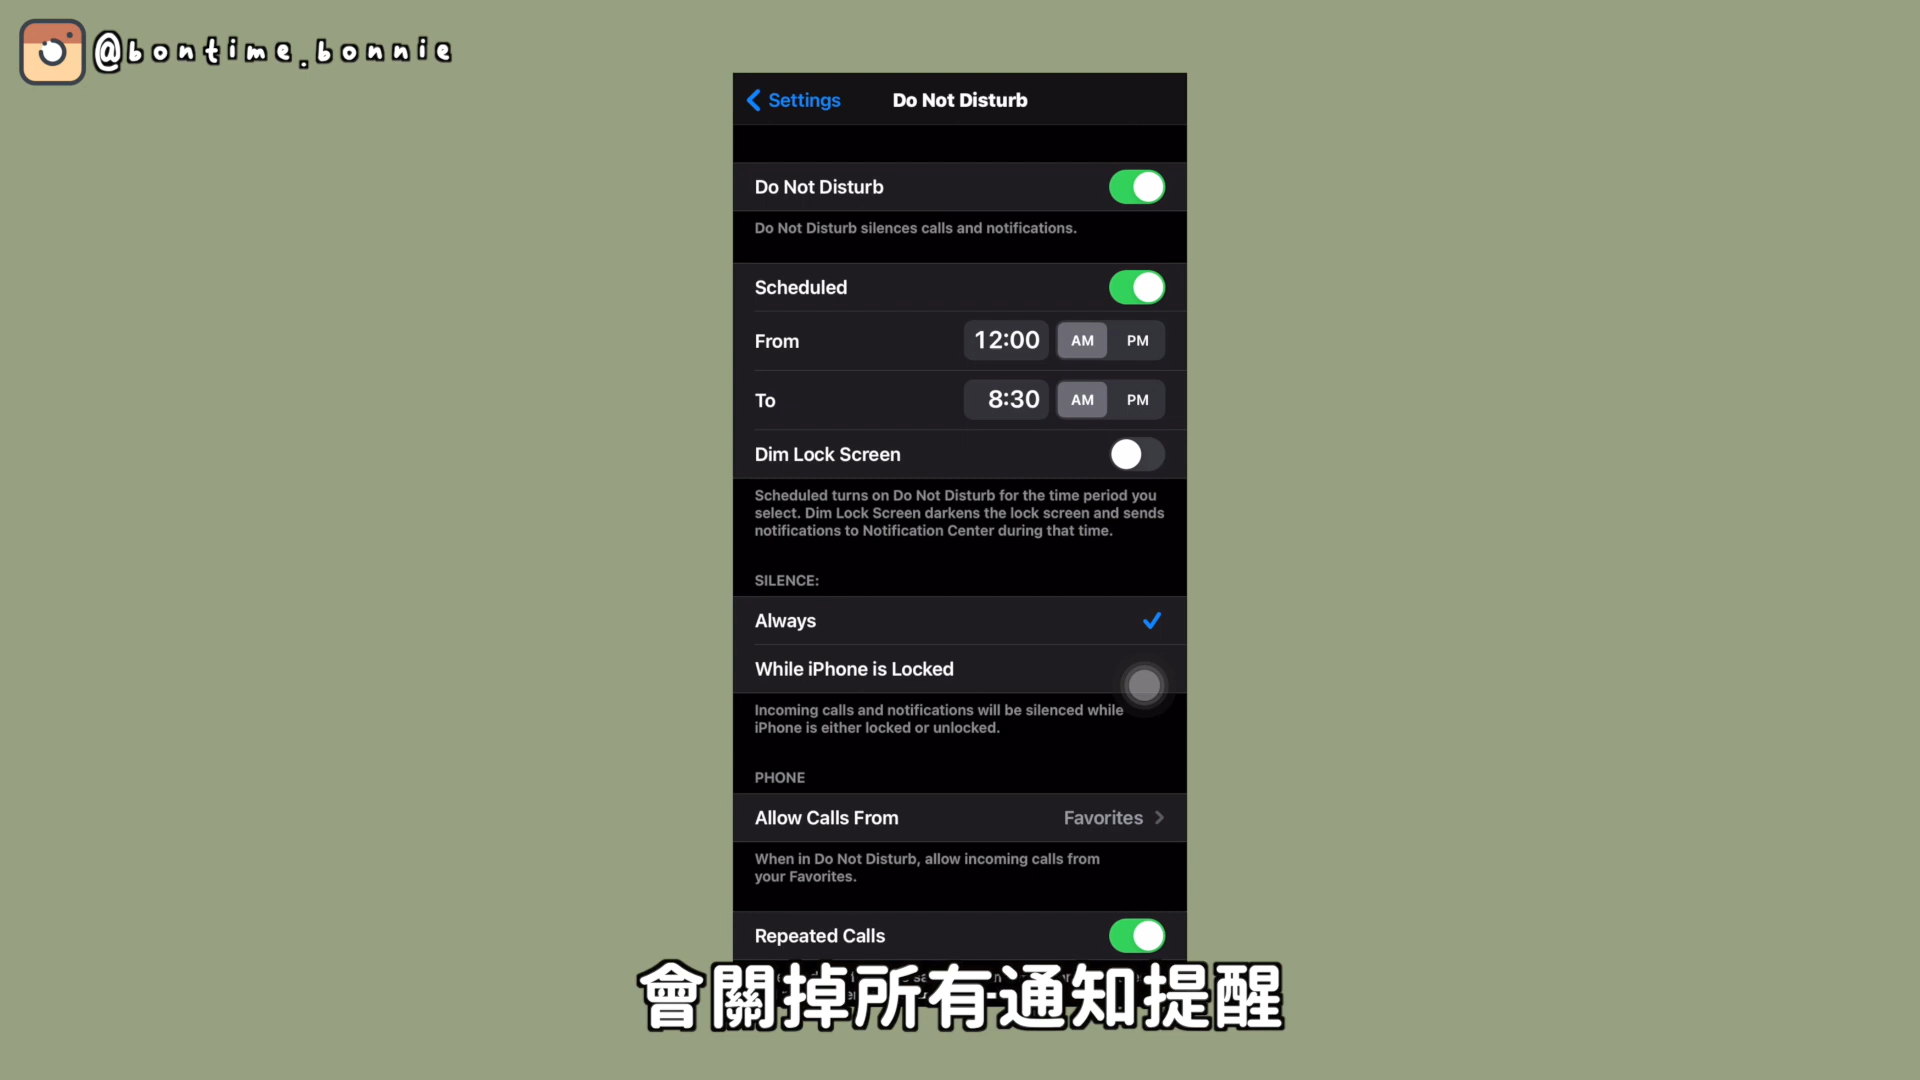 @bontime.bonnie
Settings
Do Not Disturb
Do Not Disturb
Do Not Disturb silences calls and notifications.
Scheduled
From 12:00 AM PM
To 8:30 AM PM
Dim Lock Screen
Scheduled turns on Do Not Disturb for the time period you
select. Dim Lock Screen darkens the lock screen and sends
notifications to Notification Center during that time.
SILENCE:
Always
While iPhone is Locked
Incoming calls and notifications will be silenced while
iPhone is either locked or unlocked.
PHONE
Allow Calls From Favorites
When in Do Not Disturb, allow incoming calls from
your Favorites.
Repeated Calls
會關掉所有通知提醒